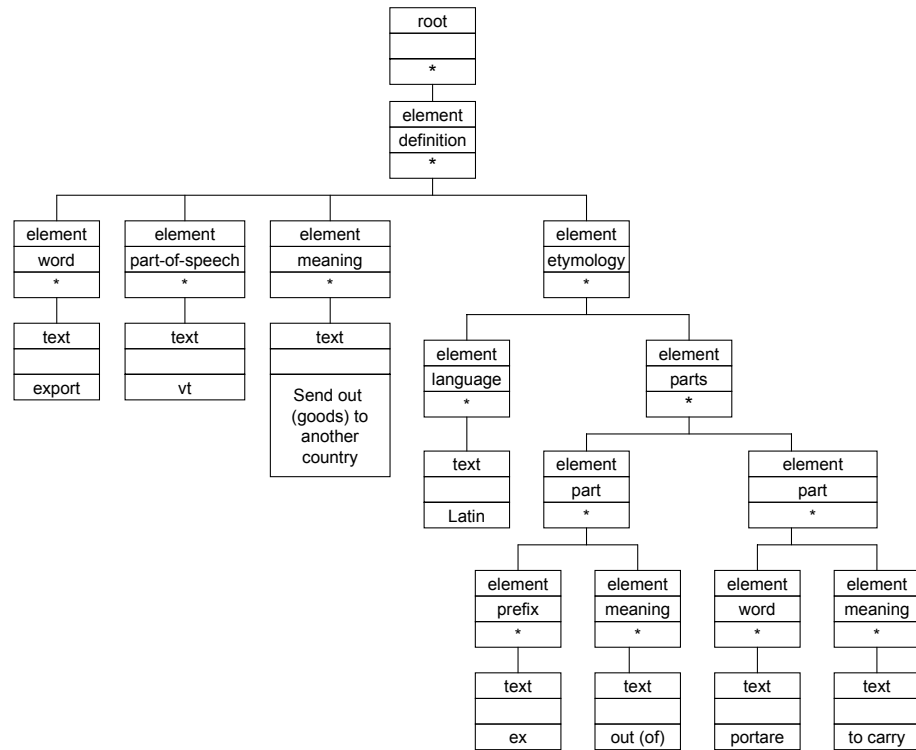 root
*
element
definition
*
element
word
*
element
part-of-speech
*
element
meaning
*
element
etymology
*
text
export
text
vt
text
Send out
(goods) to
another
country
element
language
*
element
parts
*
text
Latin
element
part
*
element
part
*
element
prefix
*
element
meaning
*
element
word
*
element
meaning
*
text
ex
text
out (of)
text
portare
text
to carry